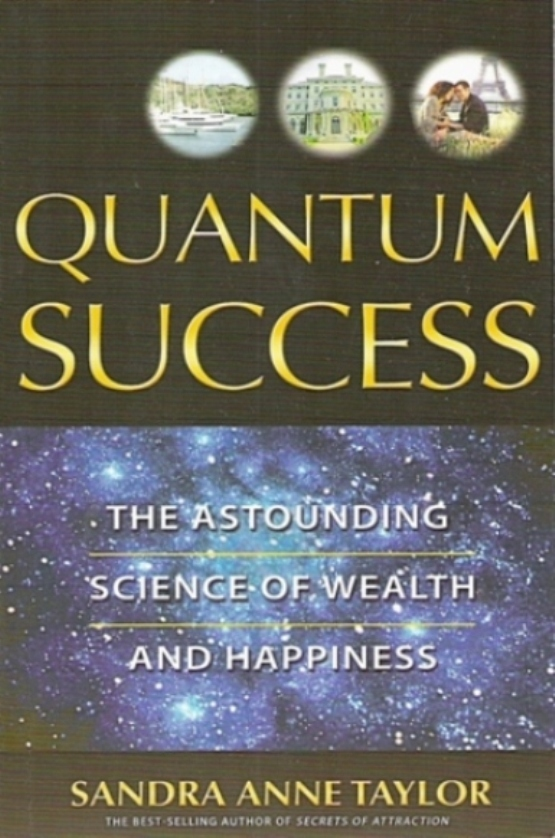 QUANTUM
SUCCESS
THE ASTOUNDING
SCIENCE OF WEALTH
AND HAPPINESS
SANDRA ANNE TAYLOR
THE BEST-SELLING AUTHOR OF SECRETS OF ATTRACTION